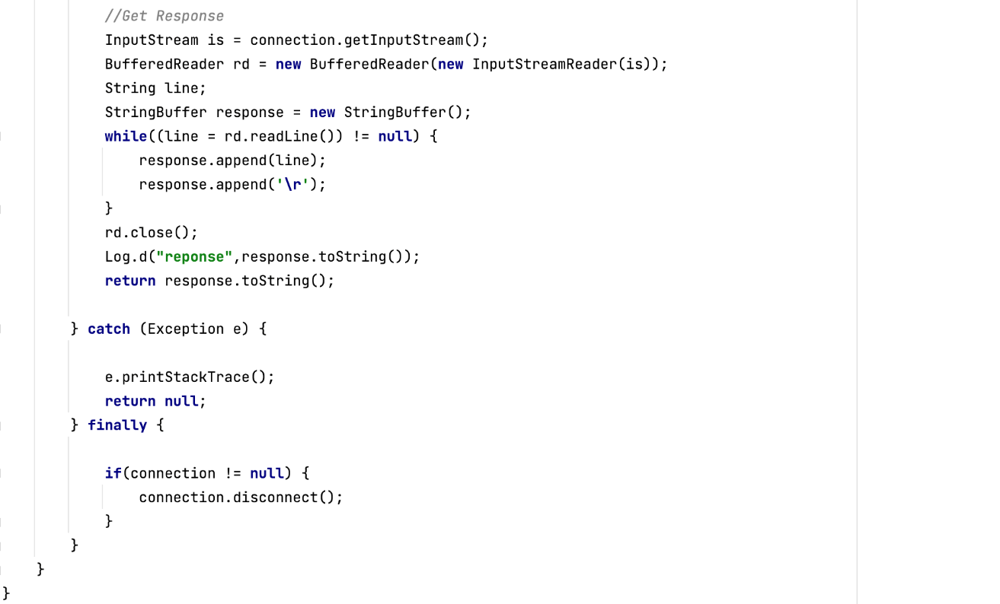 //Get Response
InputStream is = connection.getInputStream();
BufferedReader rd = new BufferedReader(new InputStreamReader(is));
String line;
StringBuffer response = new StringBuffer();
while((line = rd.readLine()) != null) {
    response.append(line);
    response.append('\r');
}
rd.close();
Log.d("reponse",response.toString());
return response.toString();
} catch (Exception e) {
e.printStackTrace();
return null;
} finally {
if(connection != null) {
    connection.disconnect();
}
}
}
}